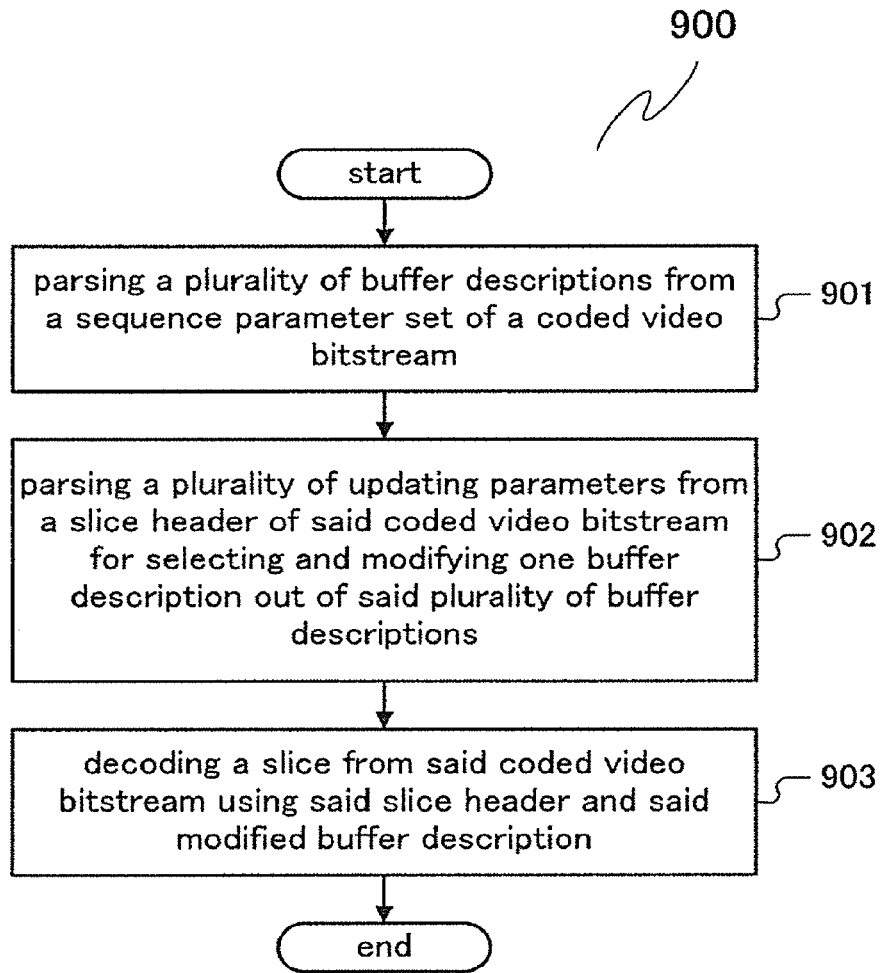 900
start
parsing a plurality of buffer descriptions from
a sequence parameter set of a coded video
bitstream
901
parsing a plurality of updating parameters from
a slice header of said coded video bitstream
for selecting and modifying one buffer
description out of said plurality of buffer
descriptions
902
decoding a slice from said coded video
bitstream using said slice header and said
modified buffer description
903
end